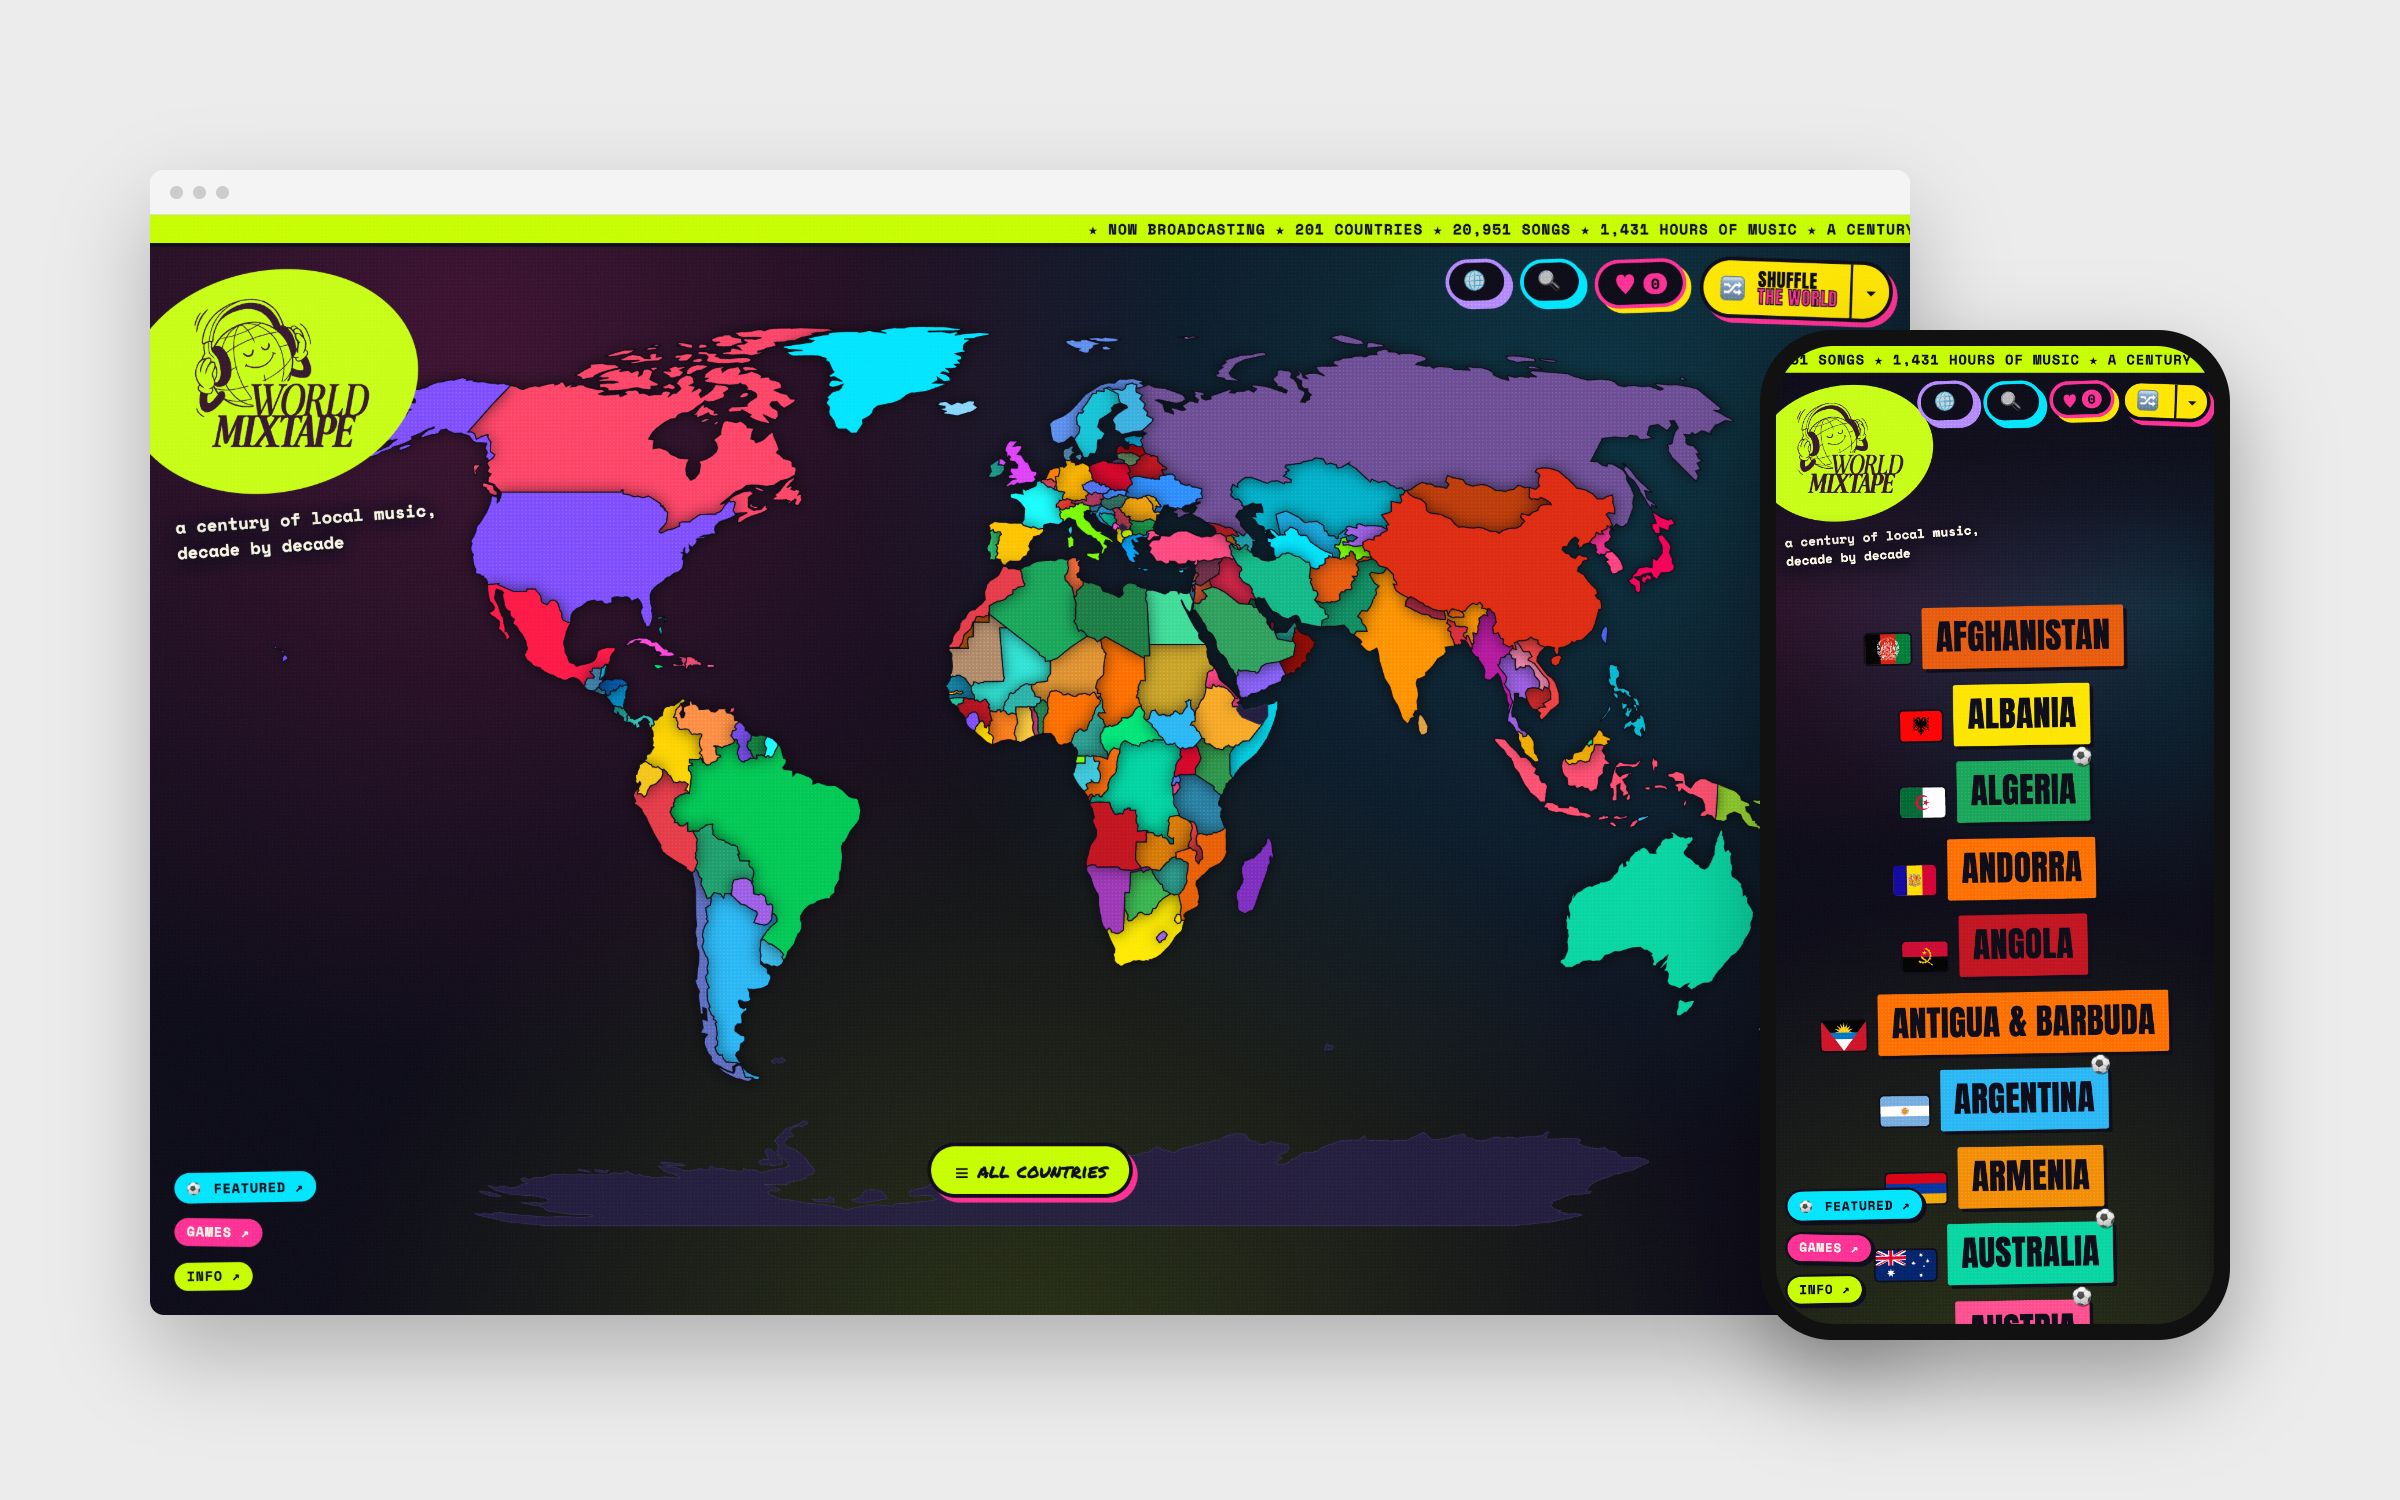 ★ NOW BROADCASTING ★ 201 COUNTRIES ★ 20,951 SONGS ★ 1,431 HOURS OF MUSIC ★ A CENTURY
WORLD
MIXTAPE
a century of local music,
decade by decade
0
SHUFFLE
THE WORLD
ALL COUNTRIES
FEATURED ↗
GAMES ↗
INFO ↗
SONGS ★ 1,431 HOURS OF MUSIC ★ A CENTURY
WORLD
MIXTAPE
0
a century of local music,
decade by decade
AFGHANISTAN
ALBANIA
ALGERIA
ANDORRA
ANGOLA
ANTIGUA & BARBUDA
ARGENTINA
ARMENIA
FEATURED ↗
GAMES ↗
AUSTRALIA
INFO ↗
AUSTRIA